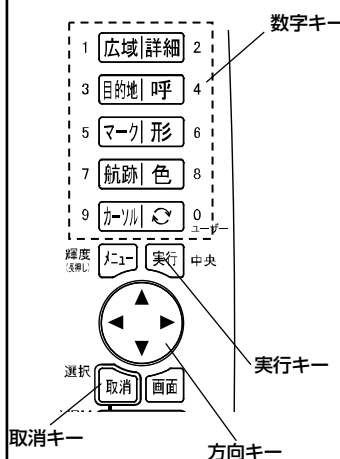 数字キー
1 広域 詳細 2
3 目的地 呼 4
5 マーク 形 6
7 航跡 色 8
9 カーソル 0
ユーザー
輝度 (長押し) メニュー 実行 中央
選択 取消 画面
実行キー
取消キー 方向キー